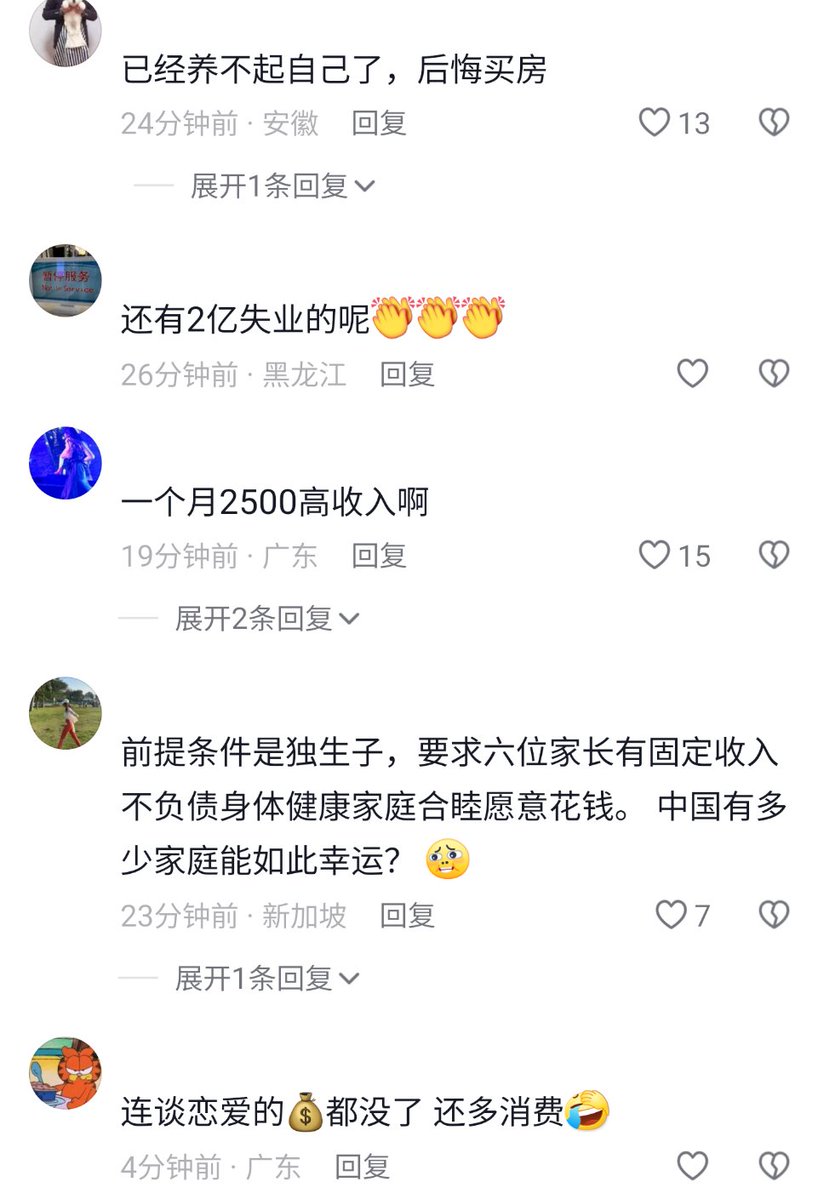 已经养不起自己了，后悔买房
24分钟前 · 安徽 回复 13
展开1条回复
暂停服务
还有2亿失业的呢👏👏👏
26分钟前 · 黑龙江 回复
一个月2500高收入啊
19分钟前 · 广东 回复 15
展开2条回复
前提条件是独生子，要求六位家长有固定收入
不负债身体健康家庭合睦愿意花钱。 中国有多
少家庭能如此幸运？
23分钟前 · 新加坡 回复 7
展开1条回复
连谈恋爱的💰都没了 还多消费🤣
4分钟前 · 广东 回复